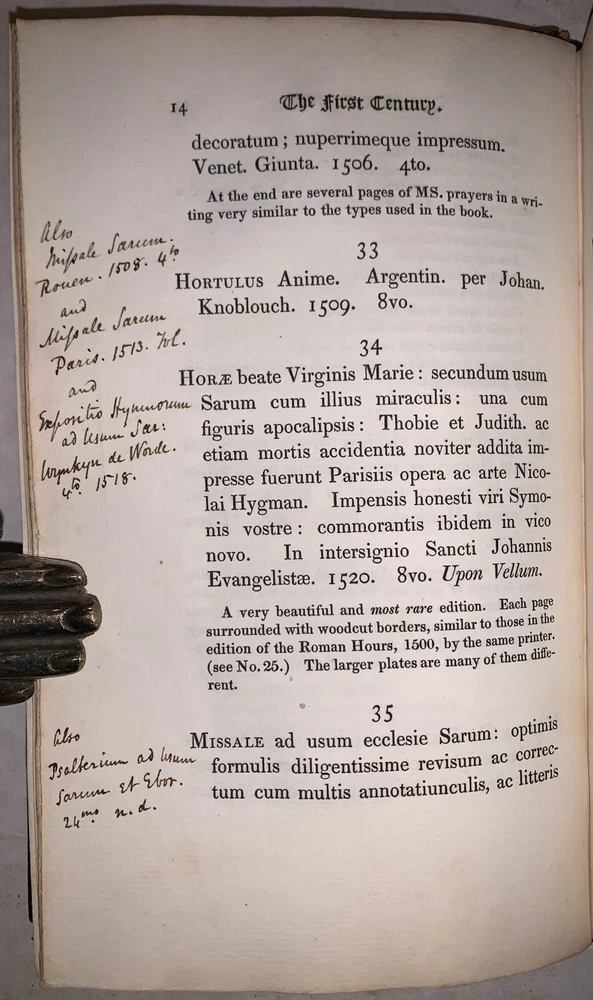 14 The First Century.
decoratum ; nuperrimeque impressum.
Venet. Giunta. 1506. 4to.
At the end are several pages of MS. prayers in a wri-
ting very similar to the types used in the book.
33
Hortulus Anime. Argentin. per Johan.
Knoblouch. 1509. 8vo.
34
Horæ beate Virginis Marie : secundum usum
Sarum cum illius miraculis : una cum
figuris apocalipsis : Thobie et Judith. ac
etiam mortis accidentia noviter addita im-
presse fuerunt Parisiis opera ac arte Nico-
lai Hygman. Impensis honesti viri Symo-
nis vostre : commorantis ibidem in vico
novo. In intersignio Sancti Johannis
Evangelistæ. 1520. 8vo. Upon Vellum.
A very beautiful and most rare edition. Each page
surrounded with woodcut borders, similar to those in the
edition of the Roman Hours, 1500, by the same printer.
(see No. 25.) The larger plates are many of them diffe-
rent.
35
Missale ad usum ecclesie Sarum : optimis
formulis diligentissime revisum ac correc-
tum cum multis annotatiunculis, ac litteris
Also
Missale Sarum.
Rouen. 1508. 4to
and
Missale Sarum
Paris. 1513. Fol.
and
Expositio Hymnorum
ad Usum Sar:
Wynkyn de Worde.
4to. 1518.
Also
Psalterium ad Usum
Sarum et Ebor.
24mo. n.d.